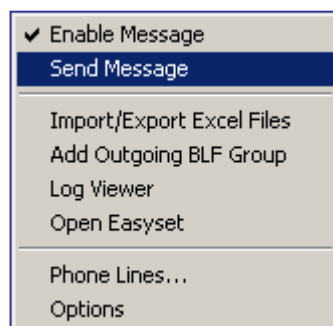 Enable Message
Send Message
Import/Export Excel Files
Add Outgoing BLF Group
Log Viewer
Open Easyset
Phone Lines...
Options